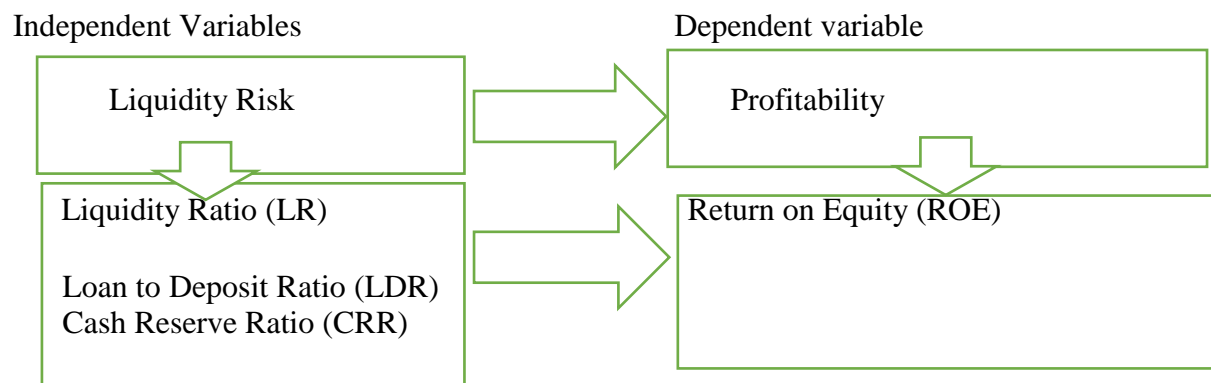 Independent Variables
Dependent variable
Liquidity Risk
Profitability
Liquidity Ratio (LR)
Loan to Deposit Ratio (LDR)
Cash Reserve Ratio (CRR)
Return on Equity (ROE)